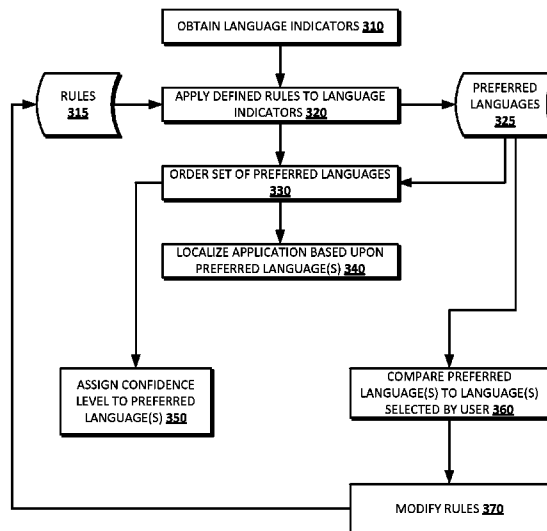 OBTAIN LANGUAGE INDICATORS 310
RULES
315
APPLY DEFINED RULES TO LANGUAGE
INDICATORS 320
PREFERRED
LANGUAGES
325
ORDER SET OF PREFERRED LANGUAGES
330
LOCALIZE APPLICATION BASED UPON
PREFERRED LANGUAGE(S) 340
ASSIGN CONFIDENCE
LEVEL TO PREFERRED
LANGUAGE(S) 350
COMPARE PREFERRED
LANGUAGE(S) TO LANGUAGE(S)
SELECTED BY USER 360
MODIFY RULES 370